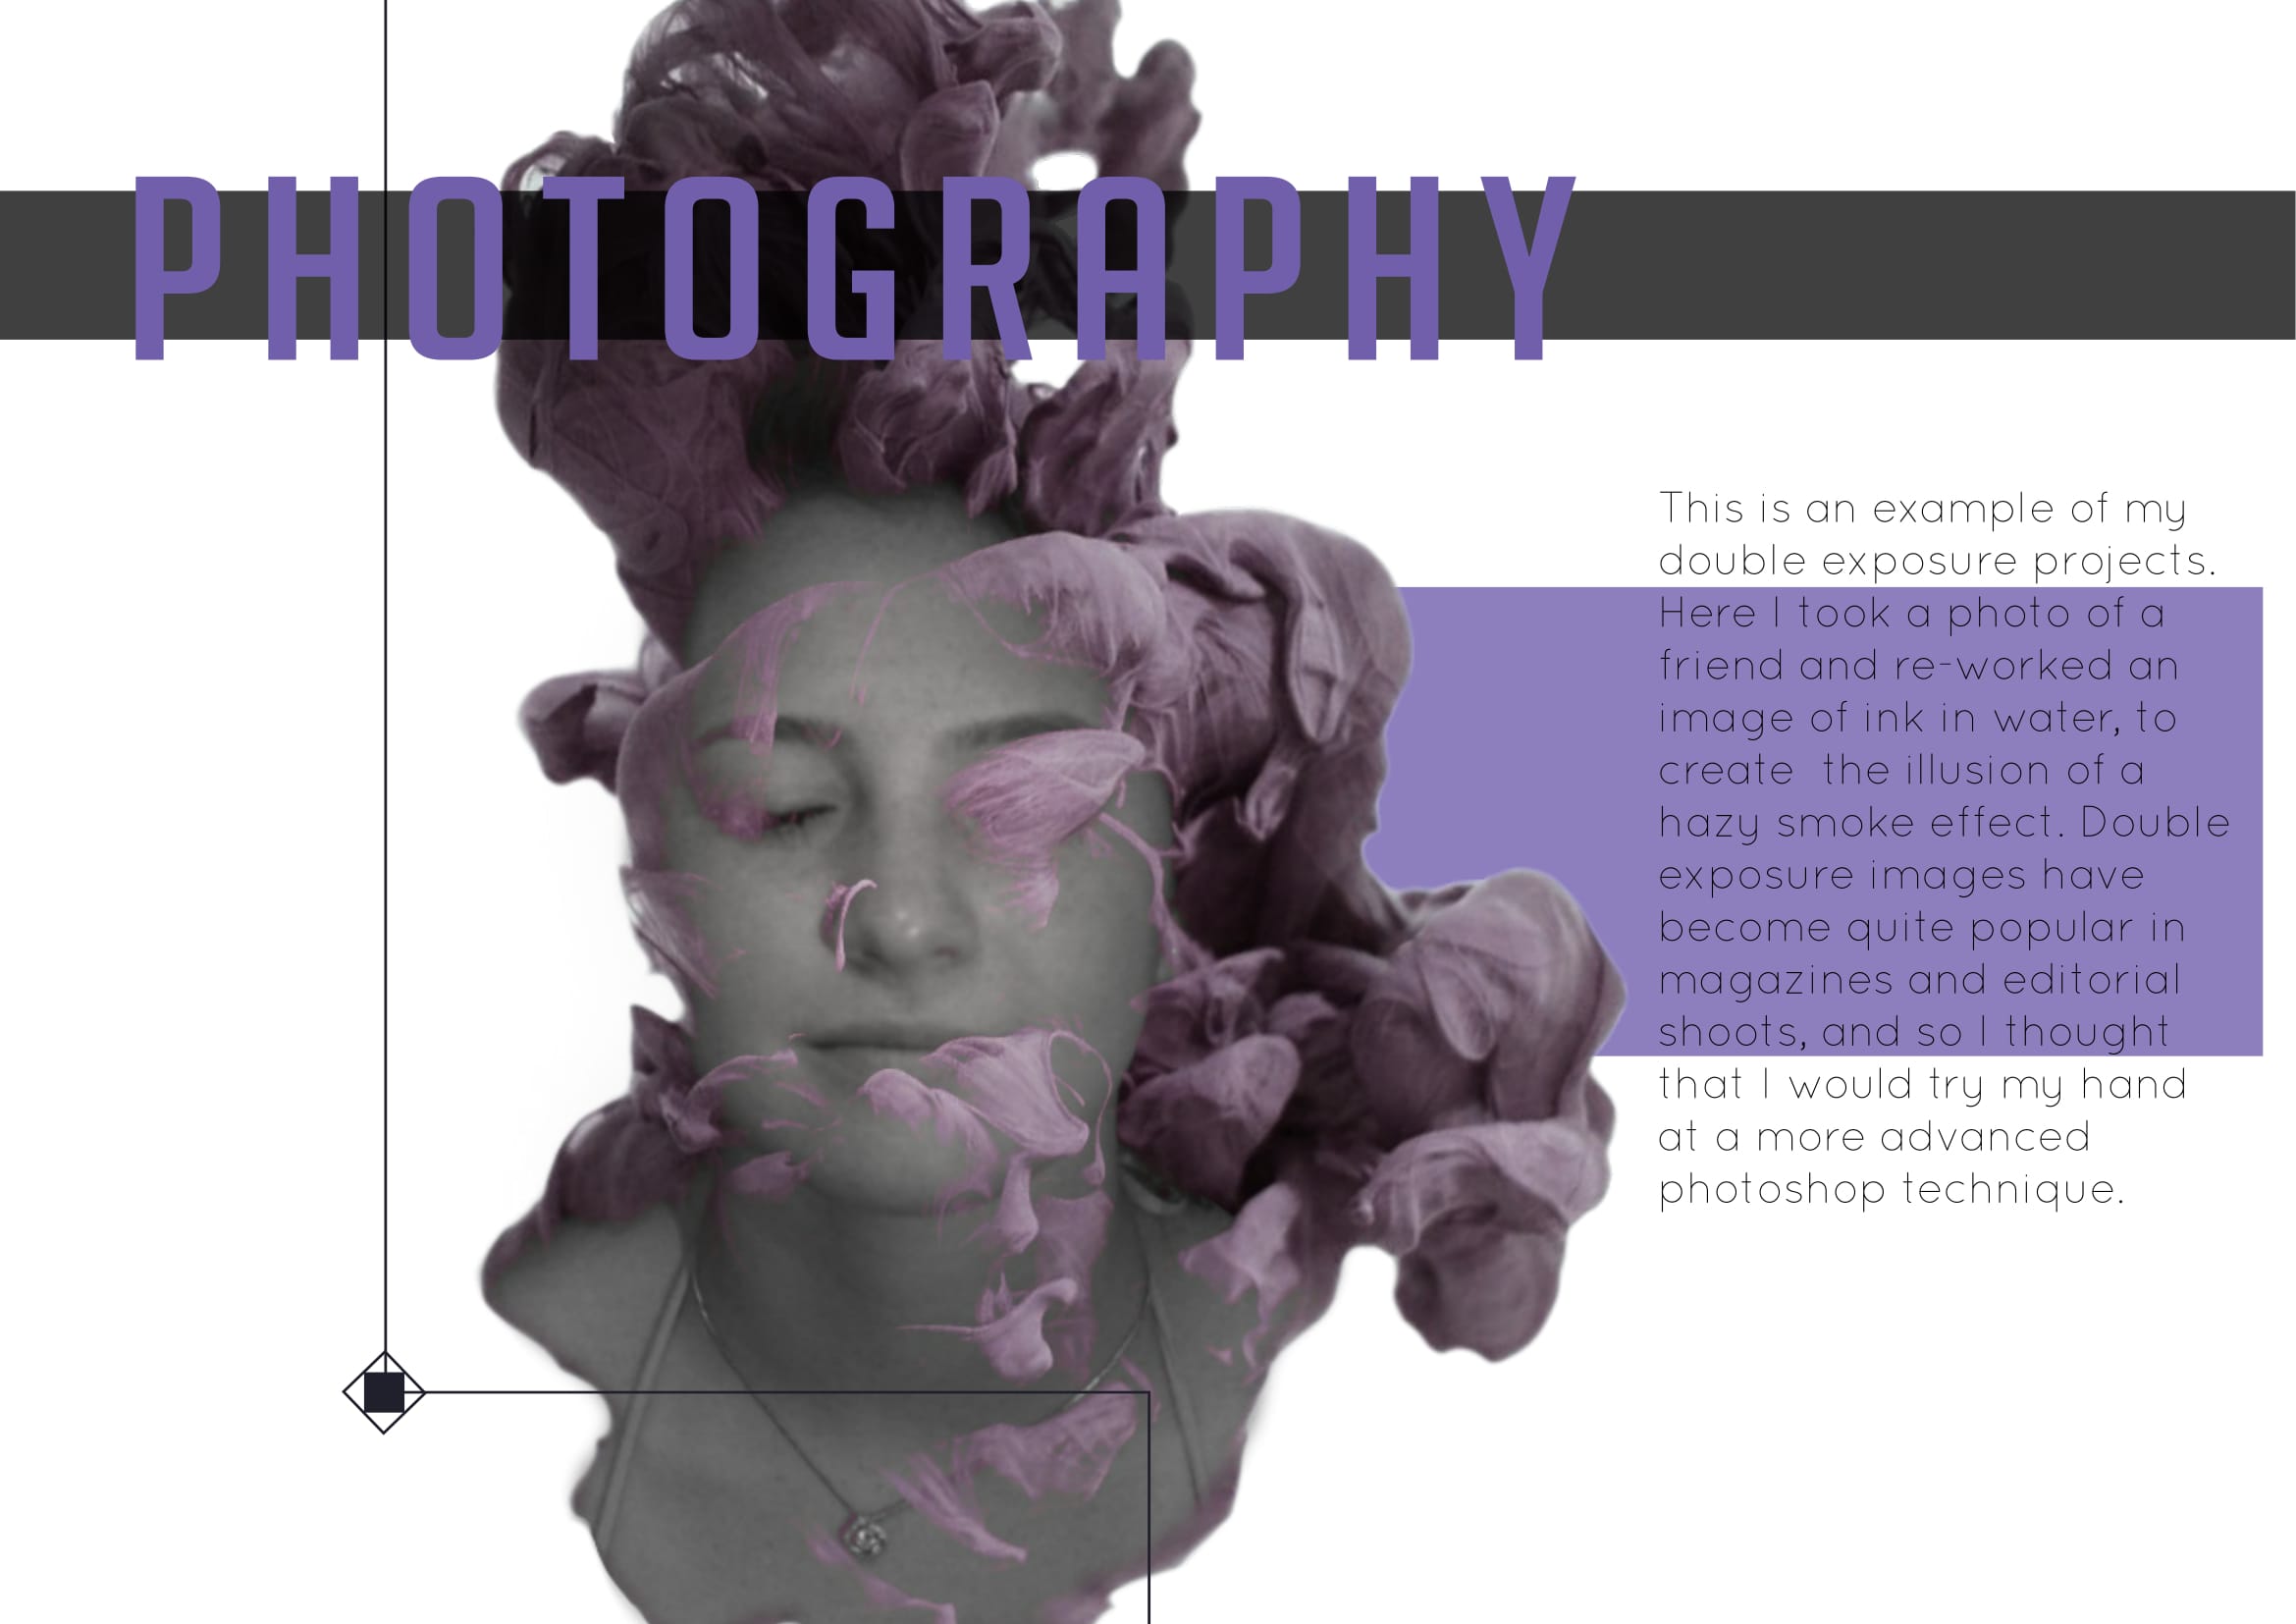 PHOTOGRAPHY
This is an example of my
double exposure projects.
Here I took a photo of a
friend and re-worked an
image of ink in water, to
create  the illusion of a
hazy smoke effect. Double
exposure images have
become quite popular in
magazines and editorial
shoots, and so I thought
that I would try my hand
at a more advanced
photoshop technique.